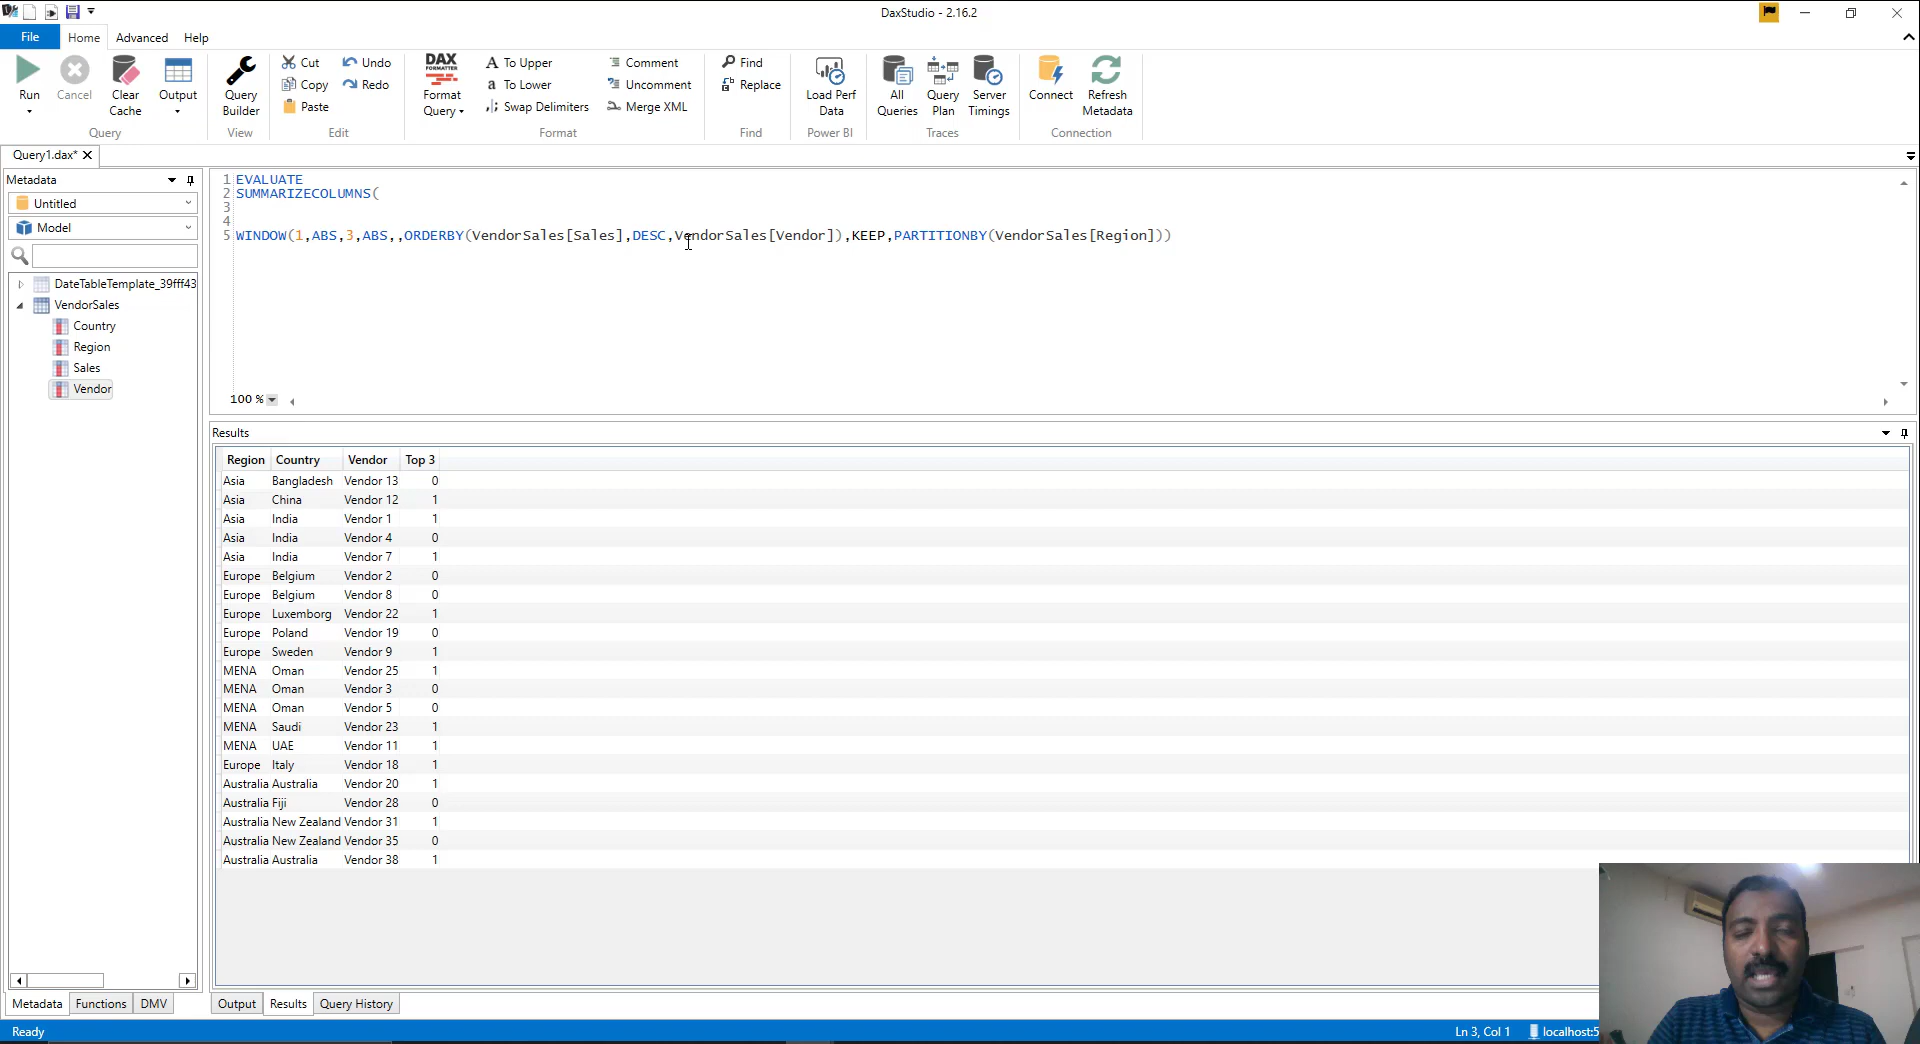 DaxStudio - 2.16.2
File Home Advanced Help
Run
Cancel
Clear Cache
Output
Query
Query Builder
View
Cut
Copy
Paste
Undo
Redo
Edit
DAX
FORMATTER
Format Query
To Upper
To Lower
Swap Delimiters
Comment
Uncomment
Merge XML
Format
Find
Replace
Find
Load Perf Data
Power BI
All Queries
Query Plan
Server Timings
Traces
Connect
Refresh Metadata
Connection
Query1.dax*
Metadata
Untitled
Model
DateTableTemplate_39fff43
VendorSales
Country
Region
Sales
Vendor
1 EVALUATE
2 SUMMARIZECOLUMNS(
3
4
5 WINDOW(1,ABS,3,ABS,,ORDERBY(VendorSales[Sales],DESC,VendorSales[Vendor]),KEEP,PARTITIONBY(VendorSales[Region]))
100 %
Results
Region Country Vendor Top 3
Asia Bangladesh Vendor 13 0
Asia China Vendor 12 1
Asia India Vendor 1 1
Asia India Vendor 4 0
Asia India Vendor 7 1
Europe Belgium Vendor 2 0
Europe Belgium Vendor 8 0
Europe Luxemborg Vendor 22 1
Europe Poland Vendor 19 0
Europe Sweden Vendor 9 1
MENA Oman Vendor 25 1
MENA Oman Vendor 3 0
MENA Oman Vendor 5 0
MENA Saudi Vendor 23 1
MENA UAE Vendor 11 1
Europe Italy Vendor 18 1
Australia Australia Vendor 20 1
Australia Fiji Vendor 28 0
Australia New Zealand Vendor 31 1
Australia New Zealand Vendor 35 0
Australia Australia Vendor 38 1
Metadata Functions DMV
Output Results Query History
Ready
Ln 3, Col 1
localhost:5